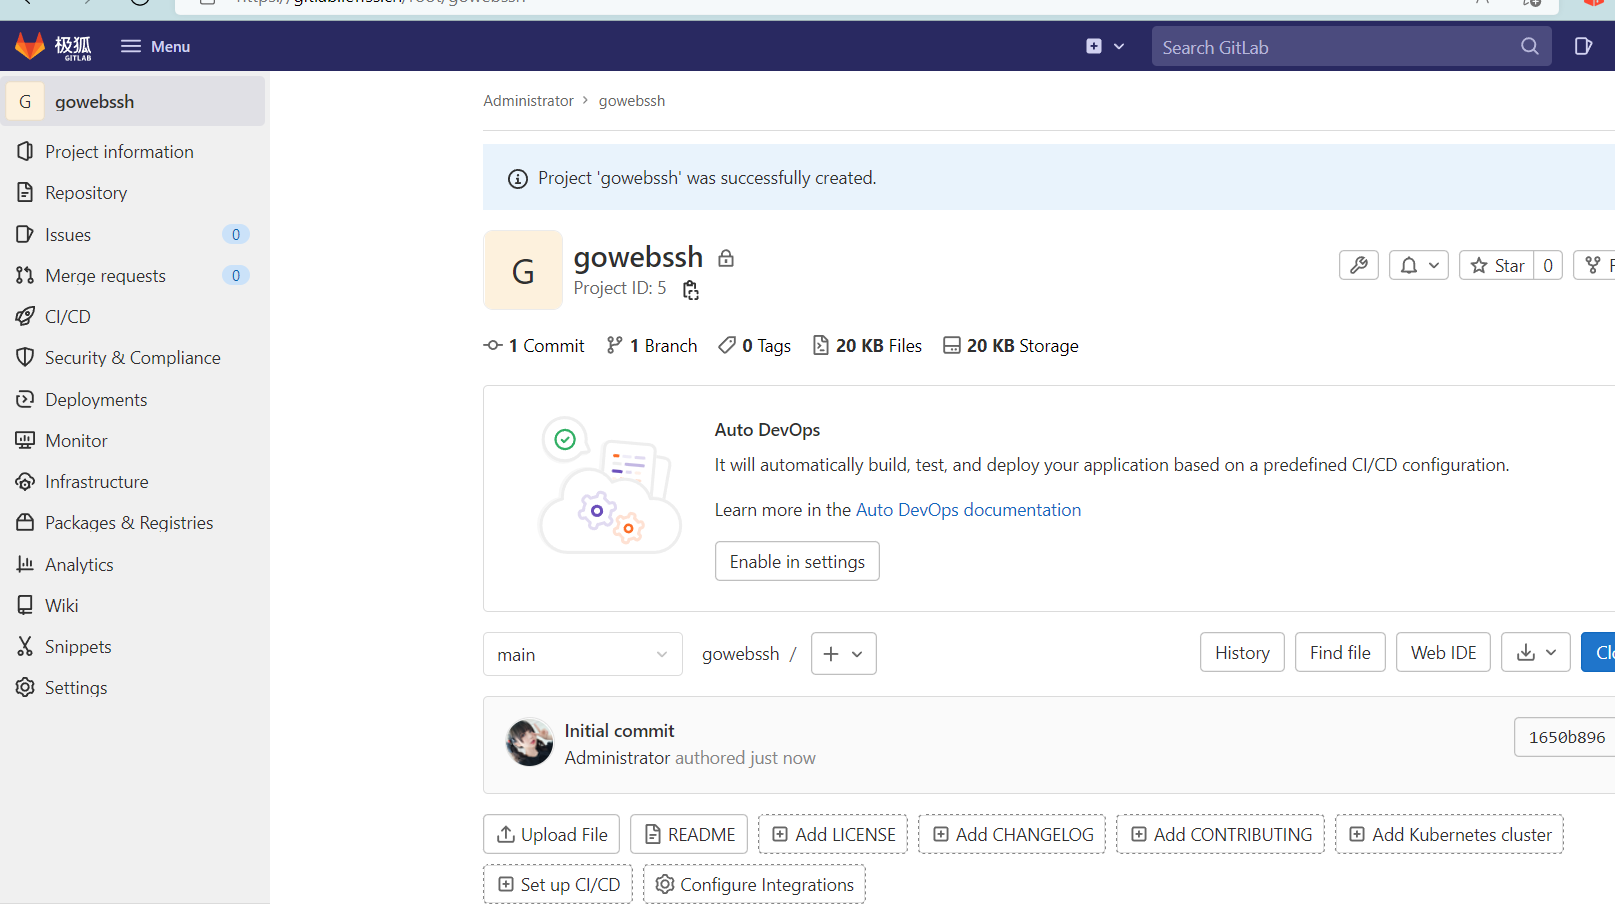 极狐
GITLAB
Menu
Search GitLab
G
gowebssh
Project information
Repository
Issues
0
Merge requests
0
CI/CD
Security & Compliance
Deployments
Monitor
Infrastructure
Packages & Registries
Analytics
Wiki
Snippets
Settings
Administrator > gowebssh
Project 'gowebssh' was successfully created.
G
gowebssh
Project ID: 5
Star
0
1 Commit
1 Branch
0 Tags
20 KB Files
20 KB Storage
Auto DevOps
It will automatically build, test, and deploy your application based on a predefined CI/CD configuration.
Learn more in the Auto DevOps documentation
Enable in settings
main
gowebssh /
History
Find file
Web IDE
Initial commit
Administrator authored just now
1650b896
Upload File
README
Add LICENSE
Add CHANGELOG
Add CONTRIBUTING
Add Kubernetes cluster
Set up CI/CD
Configure Integrations